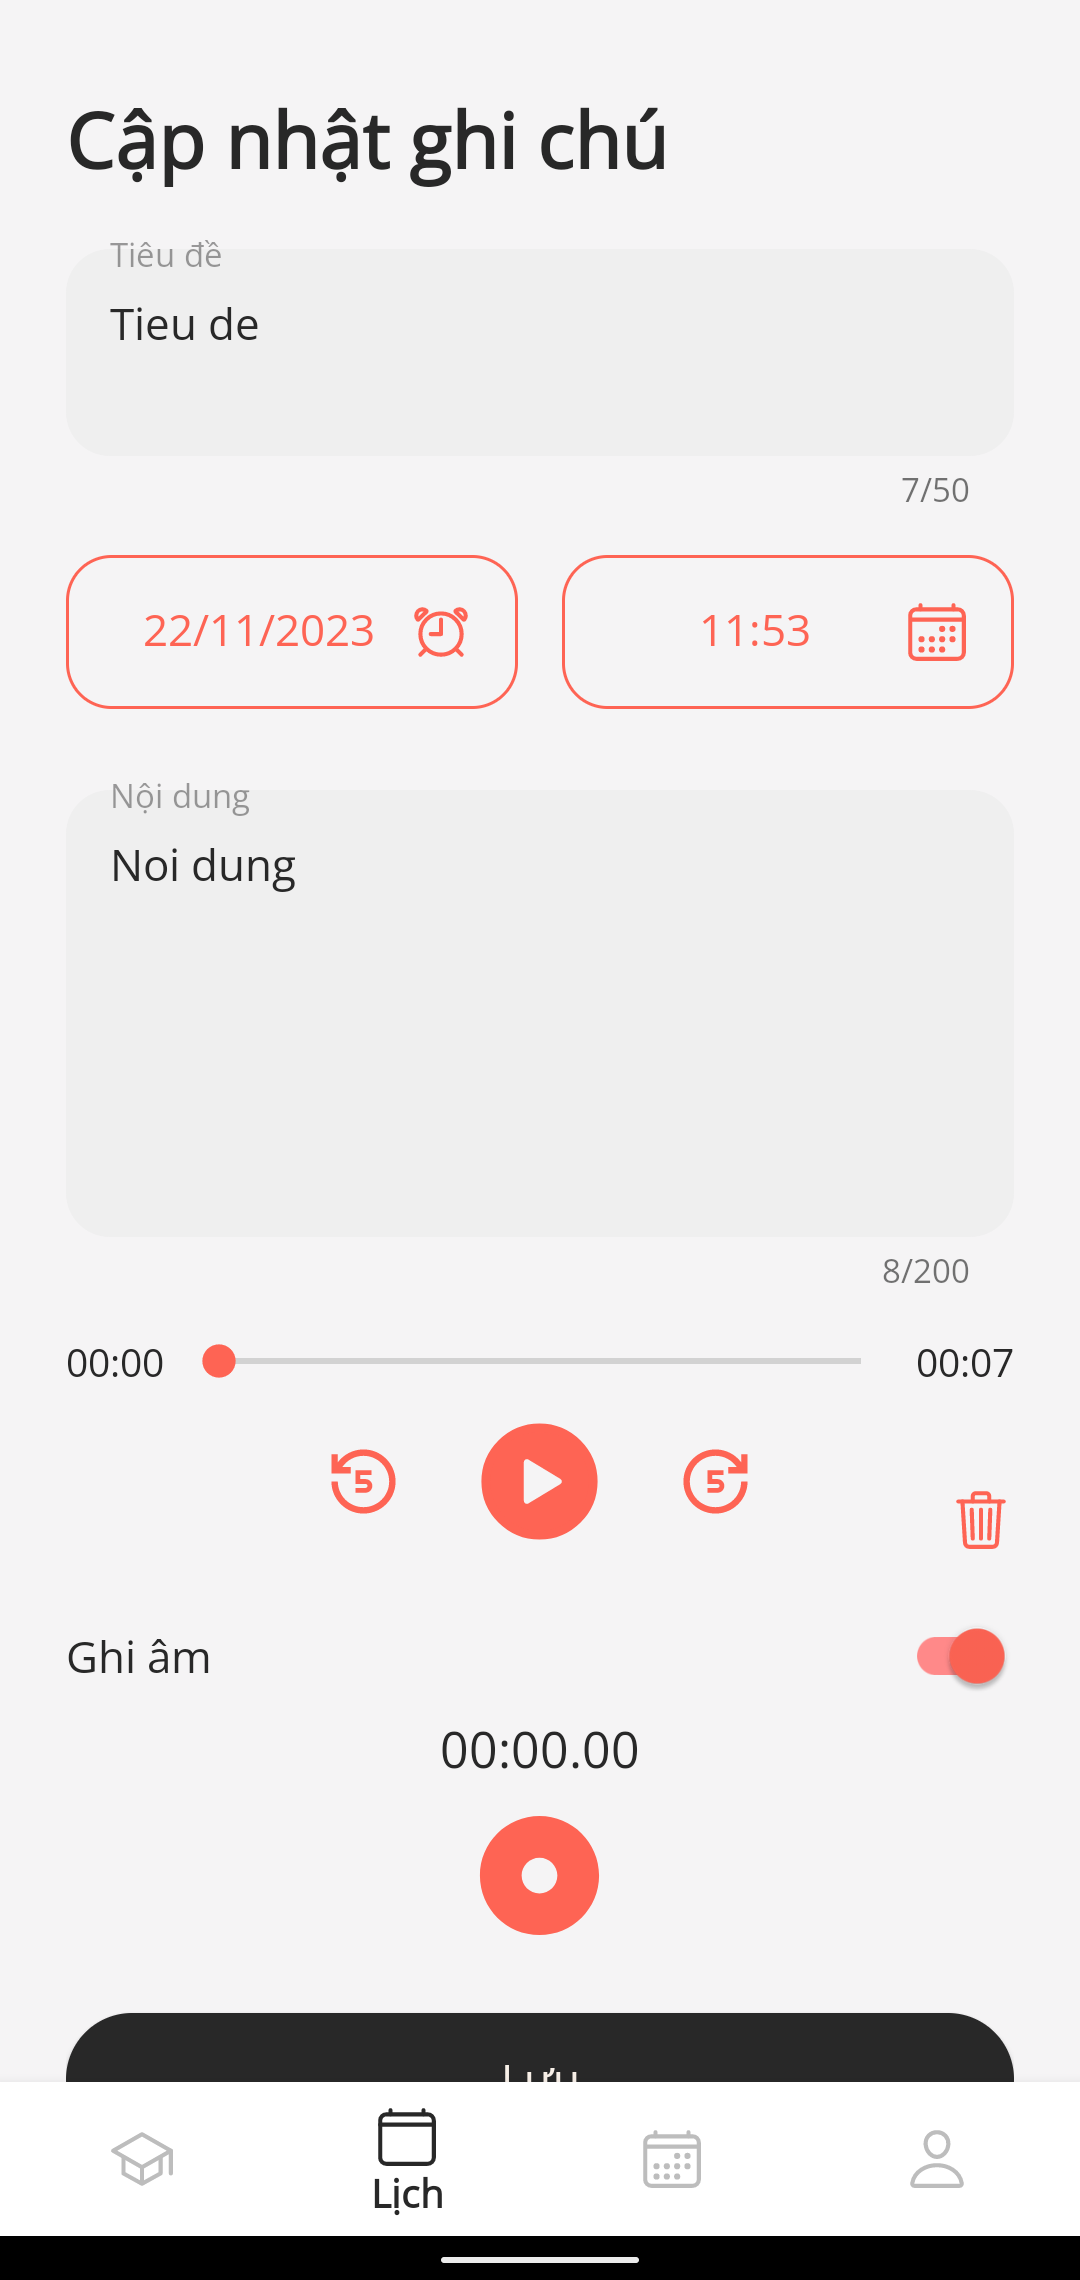 Cập nhật ghi chú
Tiêu đề
Tieu de
7/50
22/11/2023
11:53
Nội dung
Noi dung
8/200
00:00
00:07
5
5
Ghi âm
00:00.00
Lưu
Lịch